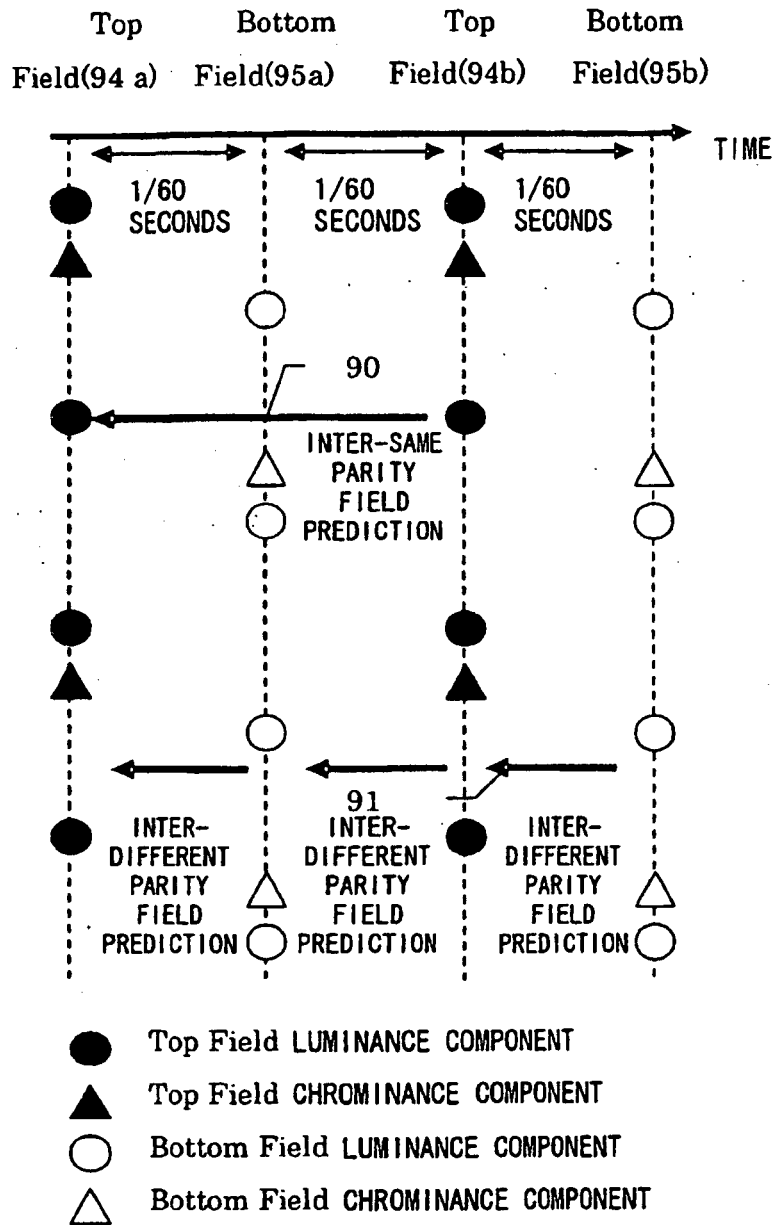 Top Bottom Top Bottom
Field(94 a) Field(95a) Field(94b) Field(95b)
TIME
1/60 SECONDS
1/60 SECONDS
1/60 SECONDS
90
INTER-SAME
PARITY
FIELD
PREDICTION
91
INTER-
DIFFERENT
PARITY
FIELD
PREDICTION
INTER-
DIFFERENT
PARITY
FIELD
PREDICTION
INTER-
DIFFERENT
PARITY
FIELD
PREDICTION
Top Field LUMINANCE COMPONENT
Top Field CHROMINANCE COMPONENT
Bottom Field LUMINANCE COMPONENT
Bottom Field CHROMINANCE COMPONENT